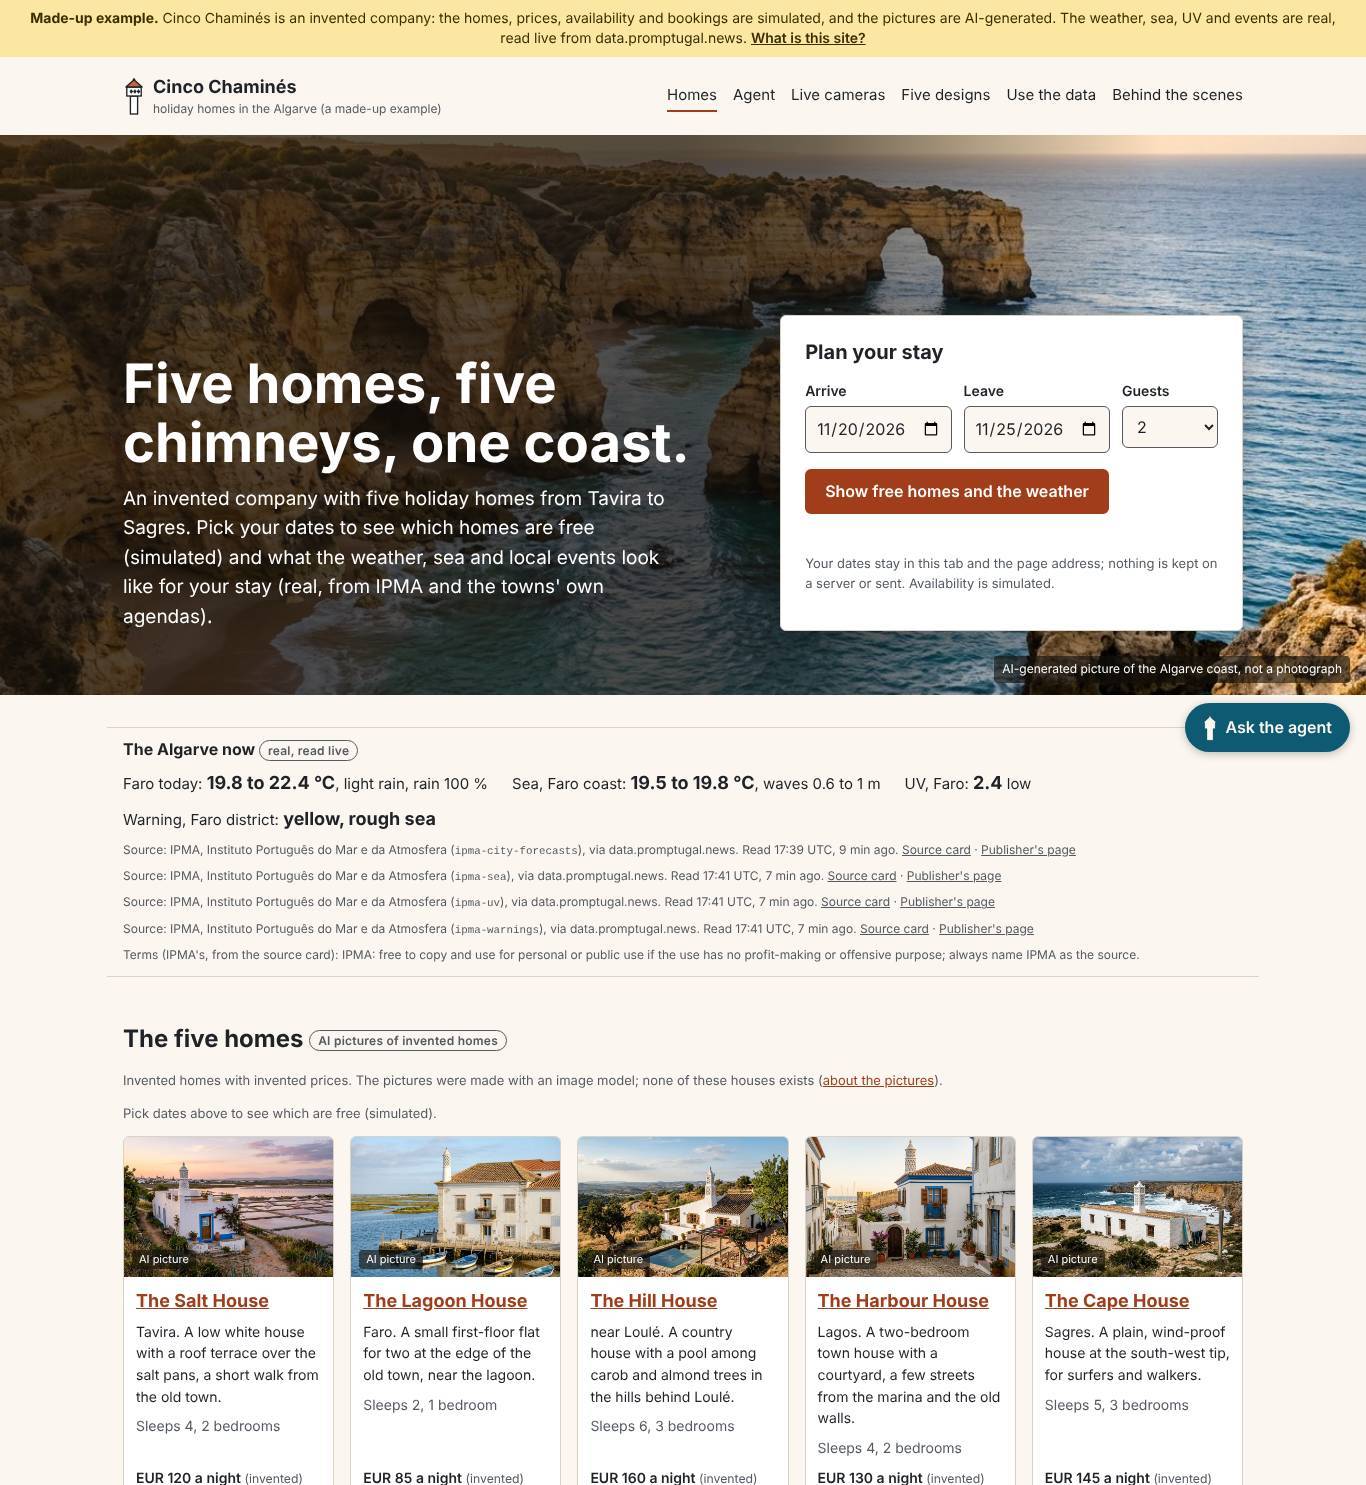 Made-up example. Cinco Chaminés is an invented company: the homes, prices, availability and bookings are simulated, and the pictures are AI-generated. The weather, sea, UV and events are real,
read live from data.promptugal.news. What is this site?
Cinco Chaminés
holiday homes in the Algarve (a made-up example)
Homes Agent Live cameras Five designs Use the data Behind the scenes
Five homes, five
chimneys, one coast.
An invented company with five holiday homes from Tavira to
Sagres. Pick your dates to see which homes are free
(simulated) and what the weather, sea and local events look
like for your stay (real, from IPMA and the towns' own
agendas).
Plan your stay
Arrive Leave Guests
11/20/2026 11/25/2026 2
Show free homes and the weather
Your dates stay in this tab and the page address; nothing is kept on
a server or sent. Availability is simulated.
AI-generated picture of the Algarve coast, not a photograph
Ask the agent
The Algarve now real, read live
Faro today: 19.8 to 22.4 °C, light rain, rain 100 % Sea, Faro coast: 19.5 to 19.8 °C, waves 0.6 to 1 m UV, Faro: 2.4 low
Warning, Faro district: yellow, rough sea
Source: IPMA, Instituto Português do Mar e da Atmosfera (ipma-city-forecasts), via data.promptugal.news. Read 17:39 UTC, 9 min ago. Source card · Publisher's page
Source: IPMA, Instituto Português do Mar e da Atmosfera (ipma-sea), via data.promptugal.news. Read 17:41 UTC, 7 min ago. Source card · Publisher's page
Source: IPMA, Instituto Português do Mar e da Atmosfera (ipma-uv), via data.promptugal.news. Read 17:41 UTC, 7 min ago. Source card · Publisher's page
Source: IPMA, Instituto Português do Mar e da Atmosfera (ipma-warnings), via data.promptugal.news. Read 17:41 UTC, 7 min ago. Source card · Publisher's page
Terms (IPMA's, from the source card): IPMA: free to copy and use for personal or public use if the use has no profit-making or offensive purpose; always name IPMA as the source.
The five homes AI pictures of invented homes
Invented homes with invented prices. The pictures were made with an image model; none of these houses exists (about the pictures).
Pick dates above to see which are free (simulated).
AI picture
The Salt House
Tavira. A low white house
with a roof terrace over the
salt pans, a short walk from
the old town.
Sleeps 4, 2 bedrooms
EUR 120 a night (invented)
AI picture
The Lagoon House
Faro. A small first-floor flat
for two at the edge of the
old town, near the lagoon.
Sleeps 2, 1 bedroom
EUR 85 a night (invented)
AI picture
The Hill House
near Loulé. A country
house with a pool among
carob and almond trees in
the hills behind Loulé.
Sleeps 6, 3 bedrooms
EUR 160 a night (invented)
AI picture
The Harbour House
Lagos. A two-bedroom
town house with a
courtyard, a few streets
from the marina and the old
walls.
Sleeps 4, 2 bedrooms
EUR 130 a night (invented)
AI picture
The Cape House
Sagres. A plain, wind-proof
house at the south-west tip,
for surfers and walkers.
Sleeps 5, 3 bedrooms
EUR 145 a night (invented)